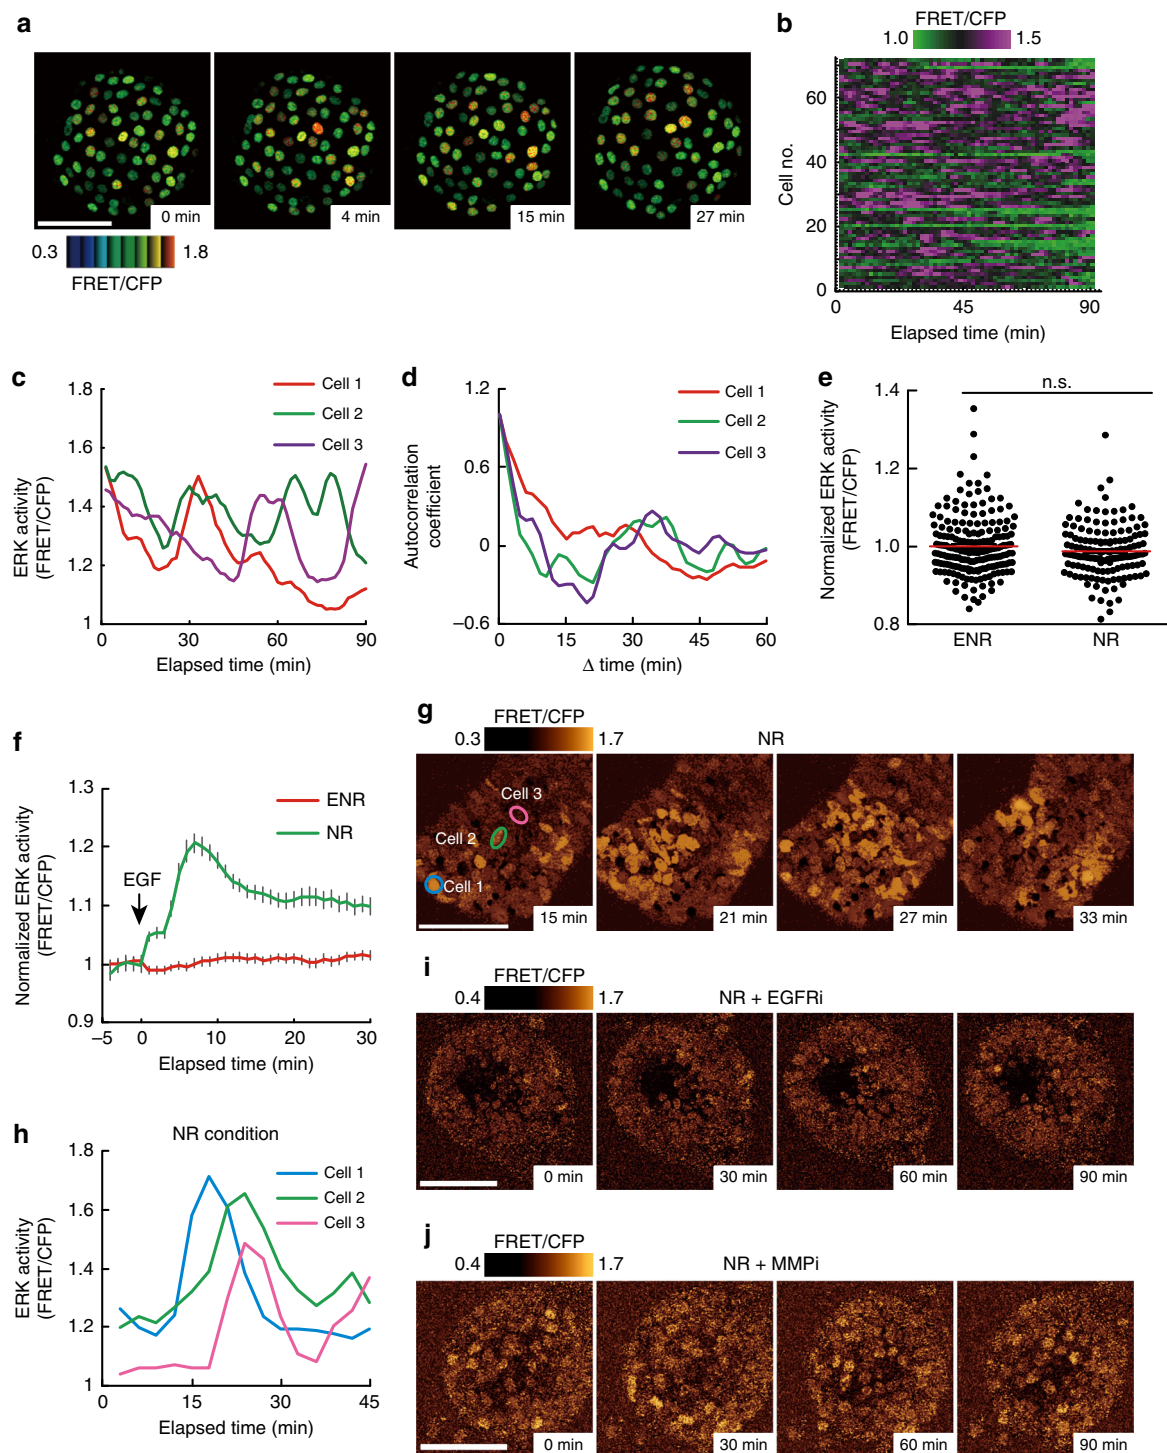 a
0 min
4 min
15 min
27 min
0.3
1.8
FRET/CFP
b
FRET/CFP
1.0
1.5
Cell no.
60
40
20
0
0
45
90
Elapsed time (min)
c
ERK activity
(FRET/CFP)
1.8
1.6
1.4
1.2
1
0
30
60
90
Elapsed time (min)
Cell 1
Cell 2
Cell 3
d
Autocorrelation
coefficient
1.2
0.6
0
−0.6
0
15
30
45
60
Δ time (min)
Cell 1
Cell 2
Cell 3
e
Normalized ERK activity
(FRET/CFP)
1.4
1.2
1.0
0.8
n.s.
ENR
NR
f
Normalized ERK activity
(FRET/CFP)
1.3
1.2
1.1
1
0.9
EGF
ENR
NR
−5
0
10
20
30
Elapsed time (min)
g
FRET/CFP
0.3
1.7
NR
Cell 3
Cell 2
Cell 1
15 min
21 min
27 min
33 min
h
NR condition
ERK activity
(FRET/CFP)
1.8
1.6
1.4
1.2
1
Cell 1
Cell 2
Cell 3
0
15
30
45
Elapsed time (min)
i
FRET/CFP
0.4
1.7
NR + EGFRi
0 min
30 min
60 min
90 min
j
FRET/CFP
0.4
1.7
NR + MMPi
0 min
30 min
60 min
90 min